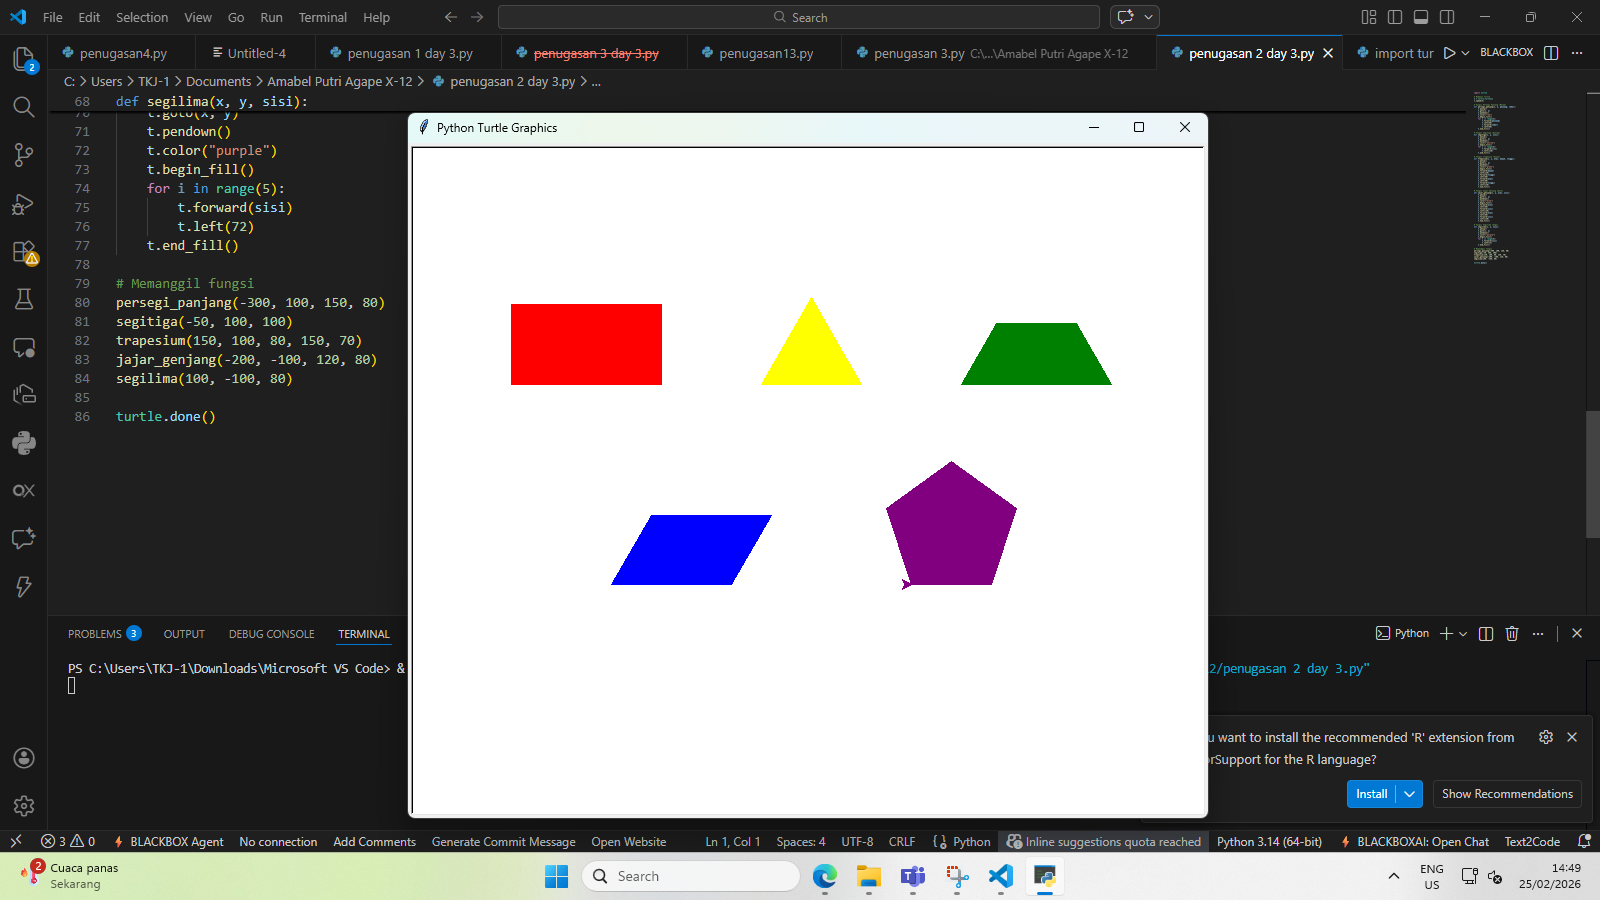 File Edit Selection View Go Run Terminal Help
Search
penugasan4.py
Untitled-4
penugasan 1 day 3.py
penugasan 3 day 3.py
penugasan13.py
penugasan 3.py C:\...\Amabel Putri Agape X-12
penugasan 2 day 3.py
import tur
BLACKBOX
C: > Users > TKJ-1 > Documents > Amabel Putri Agape X-12 > penugasan 2 day 3.py > ...
68 def segilima(x, y, sisi):
70 t.goto(x, y)
71 t.pendown()
72 t.color("purple")
73 t.begin_fill()
74 for i in range(5):
75 t.forward(sisi)
76 t.left(72)
77 t.end_fill()
78
79 # Memanggil fungsi
80 persegi_panjang(-300, 100, 150, 80)
81 segitiga(-50, 100, 100)
82 trapesium(150, 100, 80, 150, 70)
83 jajar_genjang(-200, -100, 120, 80)
84 segilima(100, -100, 80)
85
86 turtle.done()
Python Turtle Graphics
PROBLEMS 3 OUTPUT DEBUG CONSOLE TERMINAL
Python
PS C:\Users\TKJ-1\Downloads\Microsoft VS Code> &
2/penugasan 2 day 3.py"
u want to install the recommended 'R' extension from
orSupport for the R language?
Install
Show Recommendations
3 0 BLACKBOX Agent No connection Add Comments Generate Commit Message Open Website Ln 1, Col 1 Spaces: 4 UTF-8 CRLF {} Python Inline suggestions quota reached Python 3.14 (64-bit) BLACKBOXAI: Open Chat Text2Code
2
Cuaca panas
Sekarang
Search
ENG
US
14:49
25/02/2026
2